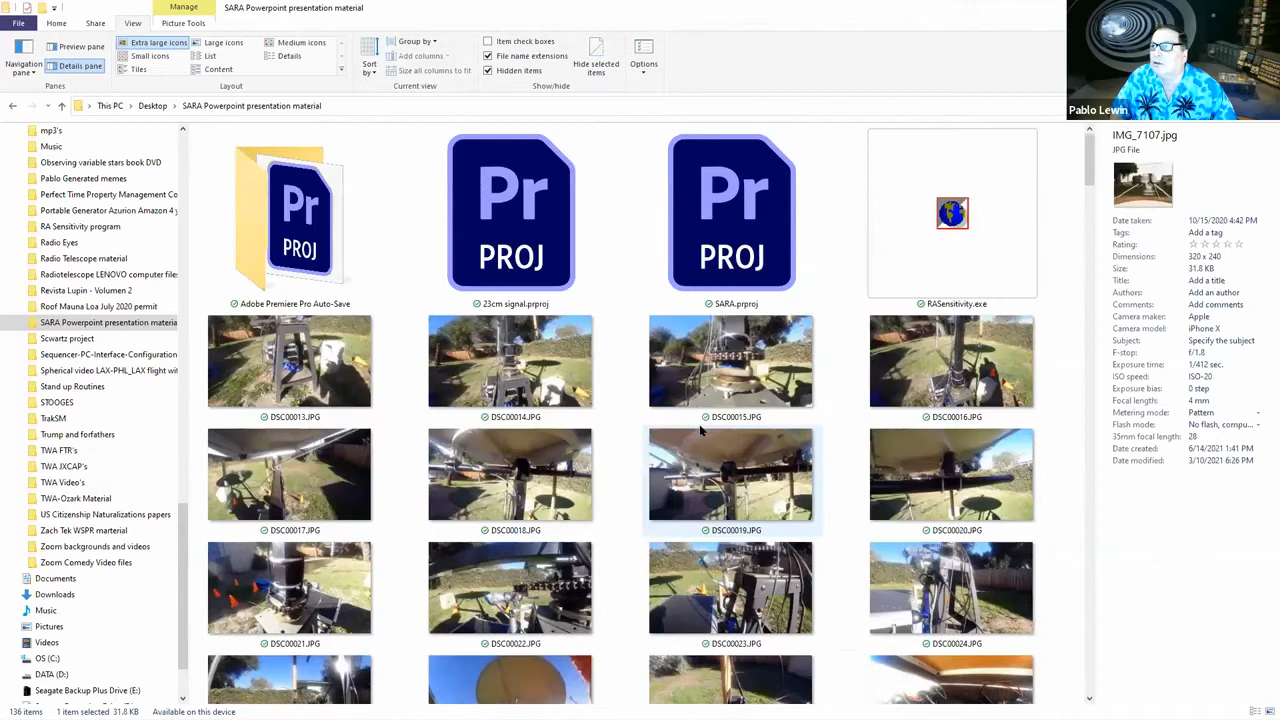 Manage
SARA Powerpoint presentation material
File
Home
Share
View
Picture Tools
Navigation
pane
Preview pane
Details pane
Panes
Extra large icons
Large icons
Medium icons
Small icons
List
Details
Tiles
Content
Layout
Sort
by
Group by
Add columns
Size all columns to fit
Current view
Item check boxes
File name extensions
Hidden items
Hide selected
items
Show/hide
Options
Pablo Lewin
This PC
Desktop
SARA Powerpoint presentation material
mp3's
Music
Observing variable stars book DVD
Pablo Generated memes
Perfect Time Property Management Co
Portable Generator Azurion Amazon 4 y
RA Sensitivity program
Radio Eyes
Radio Telescope material
Radiotelescope LENOVO computer files
Revista Lupin - Volumen 2
Roof Mauna Loa July 2020 permit
SARA Powerpoint presentation materia
Scwartz project
Sequencer-PC-Interface-Configuration
Spherical video LAX-PHL_LAX flight wit
Stand up Routines
STOOGES
TrakSM
Trump and forfathers
TWA FTR's
TWA JXCAP's
TWA Video's
TWA-Ozark Material
US Citizenship Naturalizations papers
Zach Tek WSPR marterial
Zoom backgrounds and videos
Zoom Comedy Video files
Documents
Downloads
Music
Pictures
Videos
OS (C:)
DATA (D:)
Seagate Backup Plus Drive (E:)
Pr
PROJ
Pr
PROJ
Pr
PROJ
Adobe Premiere Pro Auto-Save
23cm signal.prproj
SARA.prproj
RASensitivity.exe
DSC00013.JPG
DSC00014.JPG
DSC00015.JPG
DSC00016.JPG
DSC00017.JPG
DSC00018.JPG
DSC00019.JPG
DSC00020.JPG
DSC00021.JPG
DSC00022.JPG
DSC00023.JPG
DSC00024.JPG
IMG_7107.jpg
JPG File
Date taken: 10/15/2020 4:42 PM
Tags: Add a tag
Rating:
Dimensions: 320 x 240
Size: 31.8 KB
Title: Add a title
Authors: Add an author
Comments: Add comments
Camera maker: Apple
Camera model: iPhone X
Subject: Specify the subject
F-stop: f/1.8
Exposure time: 1/412 sec.
ISO speed: ISO-20
Exposure bias: 0 step
Focal length: 4 mm
Metering mode: Pattern
Flash mode: No flash, compu...
35mm focal length: 28
Date created: 6/14/2021 1:41 PM
Date modified: 3/10/2021 6:26 PM
136 items
1 item selected 31.8 KB
Available on this device